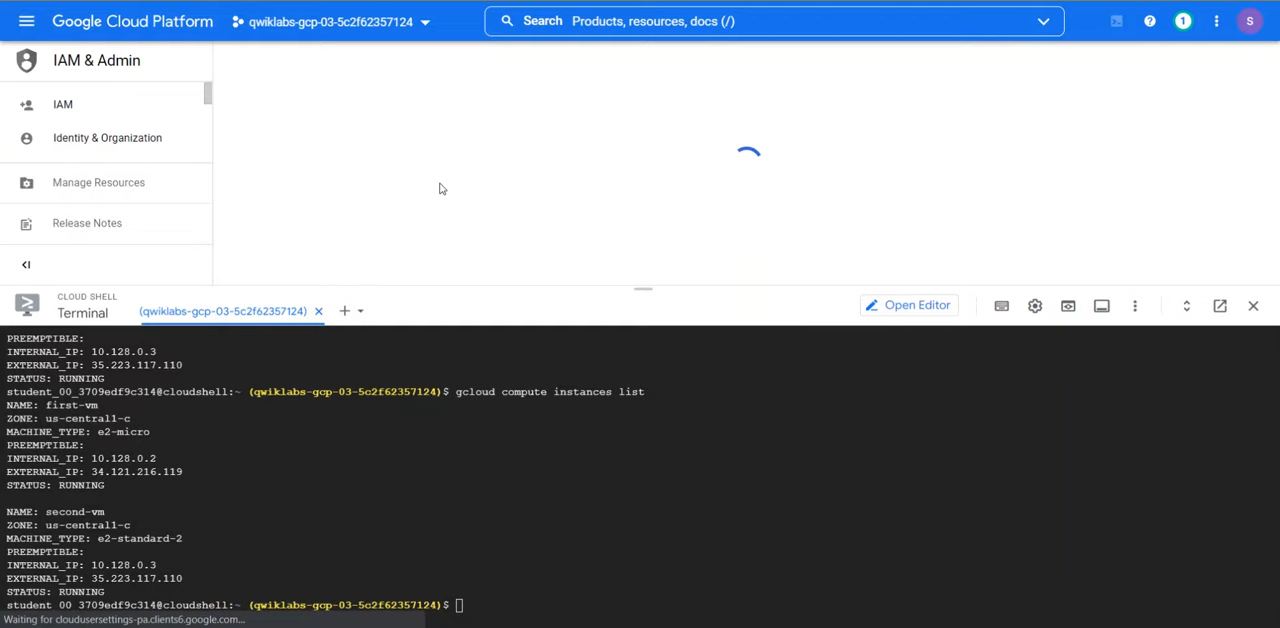 Google Cloud Platform qwiklabs-gcp-03-5c2f62357124 Search Products, resources, docs (/) 1 S
IAM & Admin
IAM
Identity & Organization
Manage Resources
Release Notes
CLOUD SHELL
Terminal (qwiklabs-gcp-03-5c2f62357124) Open Editor
PREEMPTIBLE:
INTERNAL_IP: 10.128.0.3
EXTERNAL_IP: 35.223.117.110
STATUS: RUNNING
student_00_3709edf9c314@cloudshell:~ (qwiklabs-gcp-03-5c2f62357124)$ gcloud compute instances list
NAME: first-vm
ZONE: us-central1-c
MACHINE_TYPE: e2-micro
PREEMPTIBLE:
INTERNAL_IP: 10.128.0.2
EXTERNAL_IP: 34.121.216.119
STATUS: RUNNING
NAME: second-vm
ZONE: us-central1-c
MACHINE_TYPE: e2-standard-2
PREEMPTIBLE:
INTERNAL_IP: 10.128.0.3
EXTERNAL_IP: 35.223.117.110
STATUS: RUNNING
student_00_3709edf9c314@cloudshell:~ (qwiklabs-gcp-03-5c2f62357124)$
Waiting for cloudusersettings-pa.clients6.google.com...